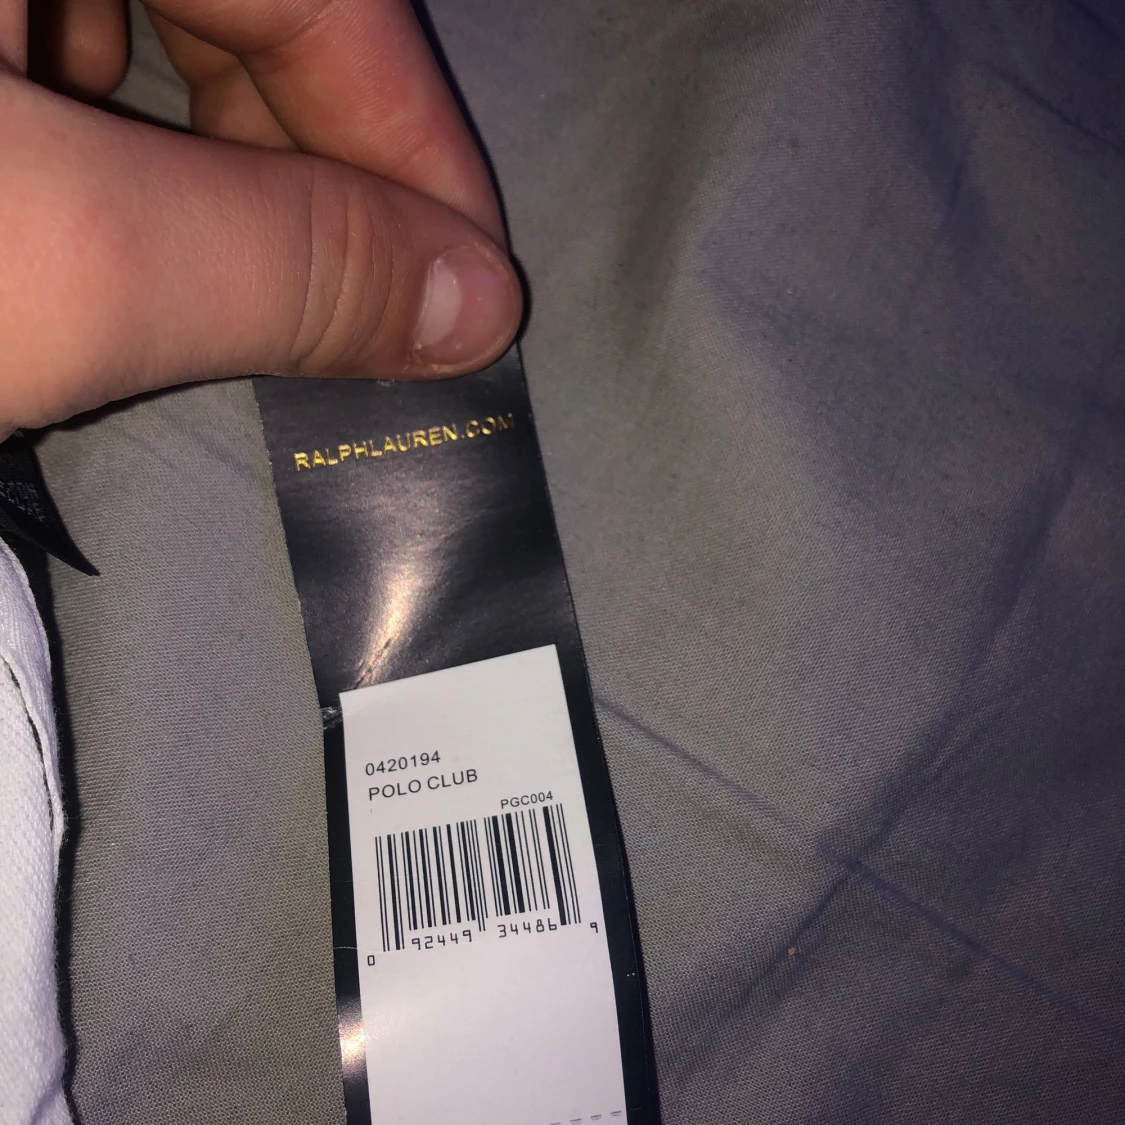 RALPHLAUREN.COM
0420194
POLO CLUB
PGC004
0 92449 34486 9